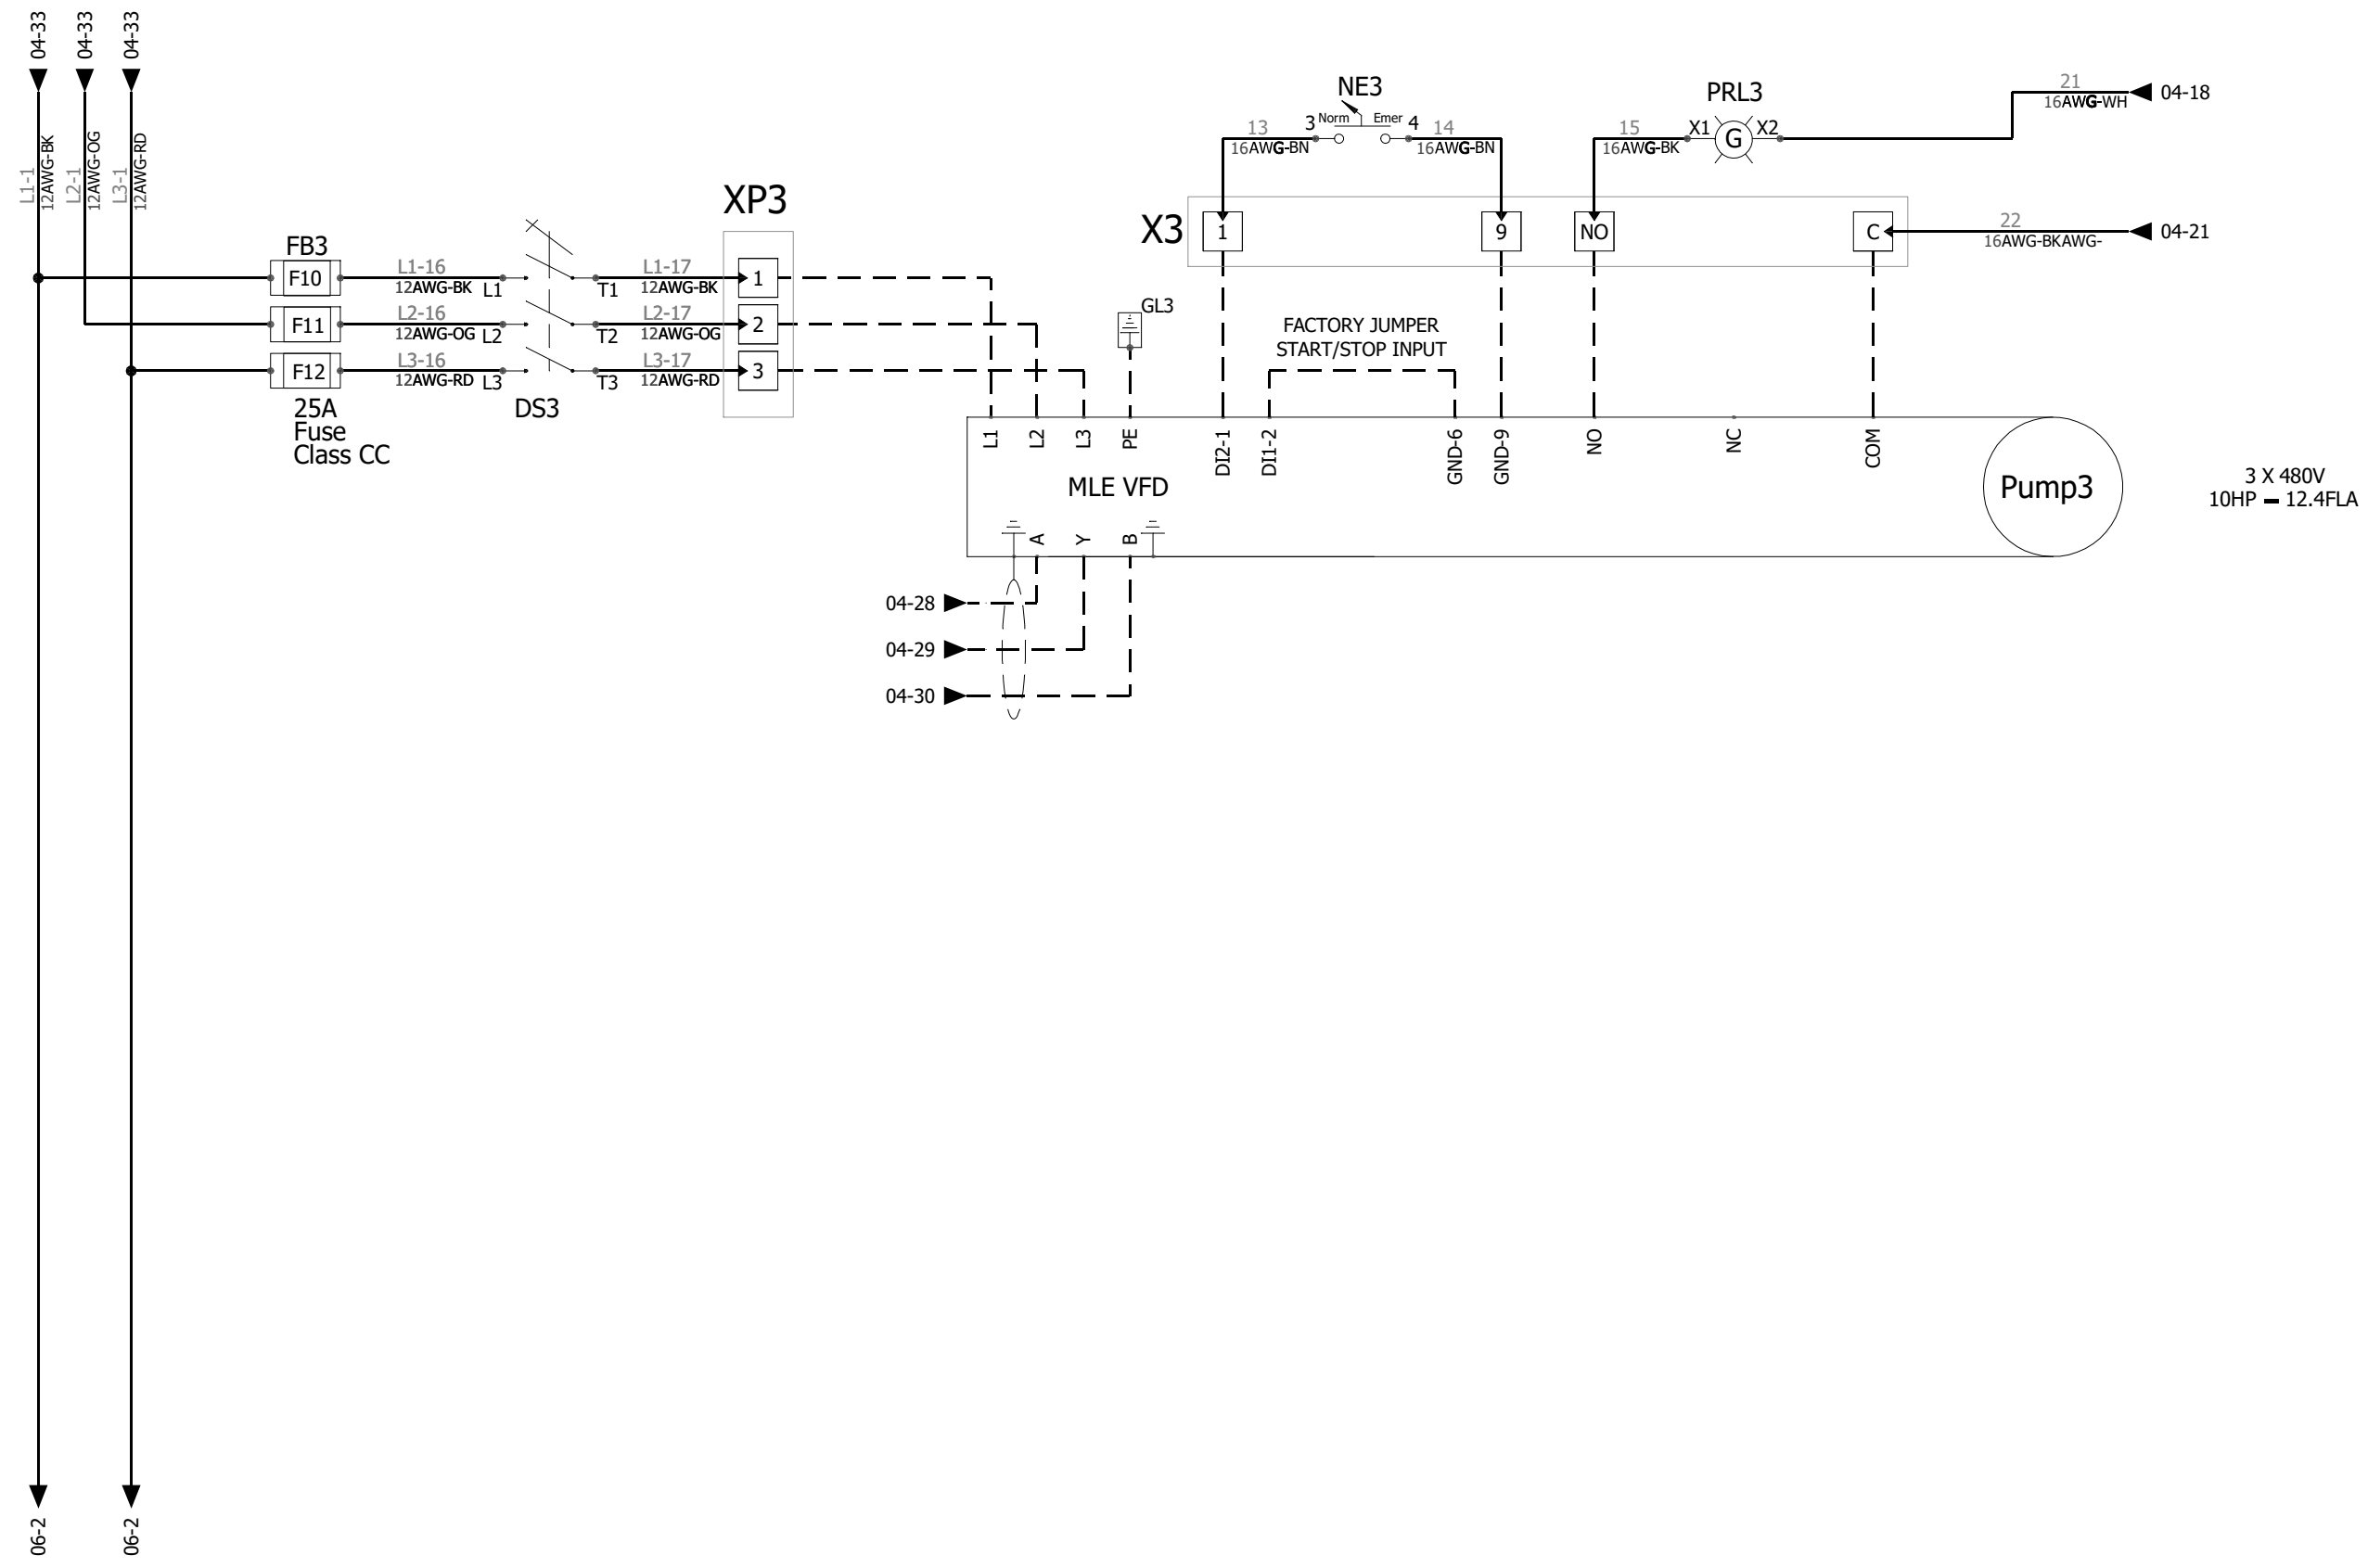 04-33
04-33
04-33
L1-1
12AWG-BK
L2-1
12AWG-OG
L3-1
12AWG-RD
NE3
3 Norm Emer 4
13
16AWG-BN
14
16AWG-BN
PRL3
15
16AWG-BK
X1 G X2
21
16AWG-WH
04-18
XP3
X3
1
9
NO
C
22
16AWG-BKAWG-
04-21
FB3
F10
L1-16
12AWG-BK L1
T1
L1-17
12AWG-BK
1
F11
L2-16
12AWG-OG L2
T2
L2-17
12AWG-OG
2
F12
L3-16
12AWG-RD L3
T3
L3-17
12AWG-RD
3
25A
Fuse
Class CC
DS3
GL3
FACTORY JUMPER
START/STOP INPUT
L1
L2
L3
PE
DI2-1
DI1-2
GND-6
GND-9
NO
NC
COM
MLE VFD
Pump3
3 X 480V
10HP - 12.4FLA
A
Y
B
04-28
04-29
04-30
06-2
06-2